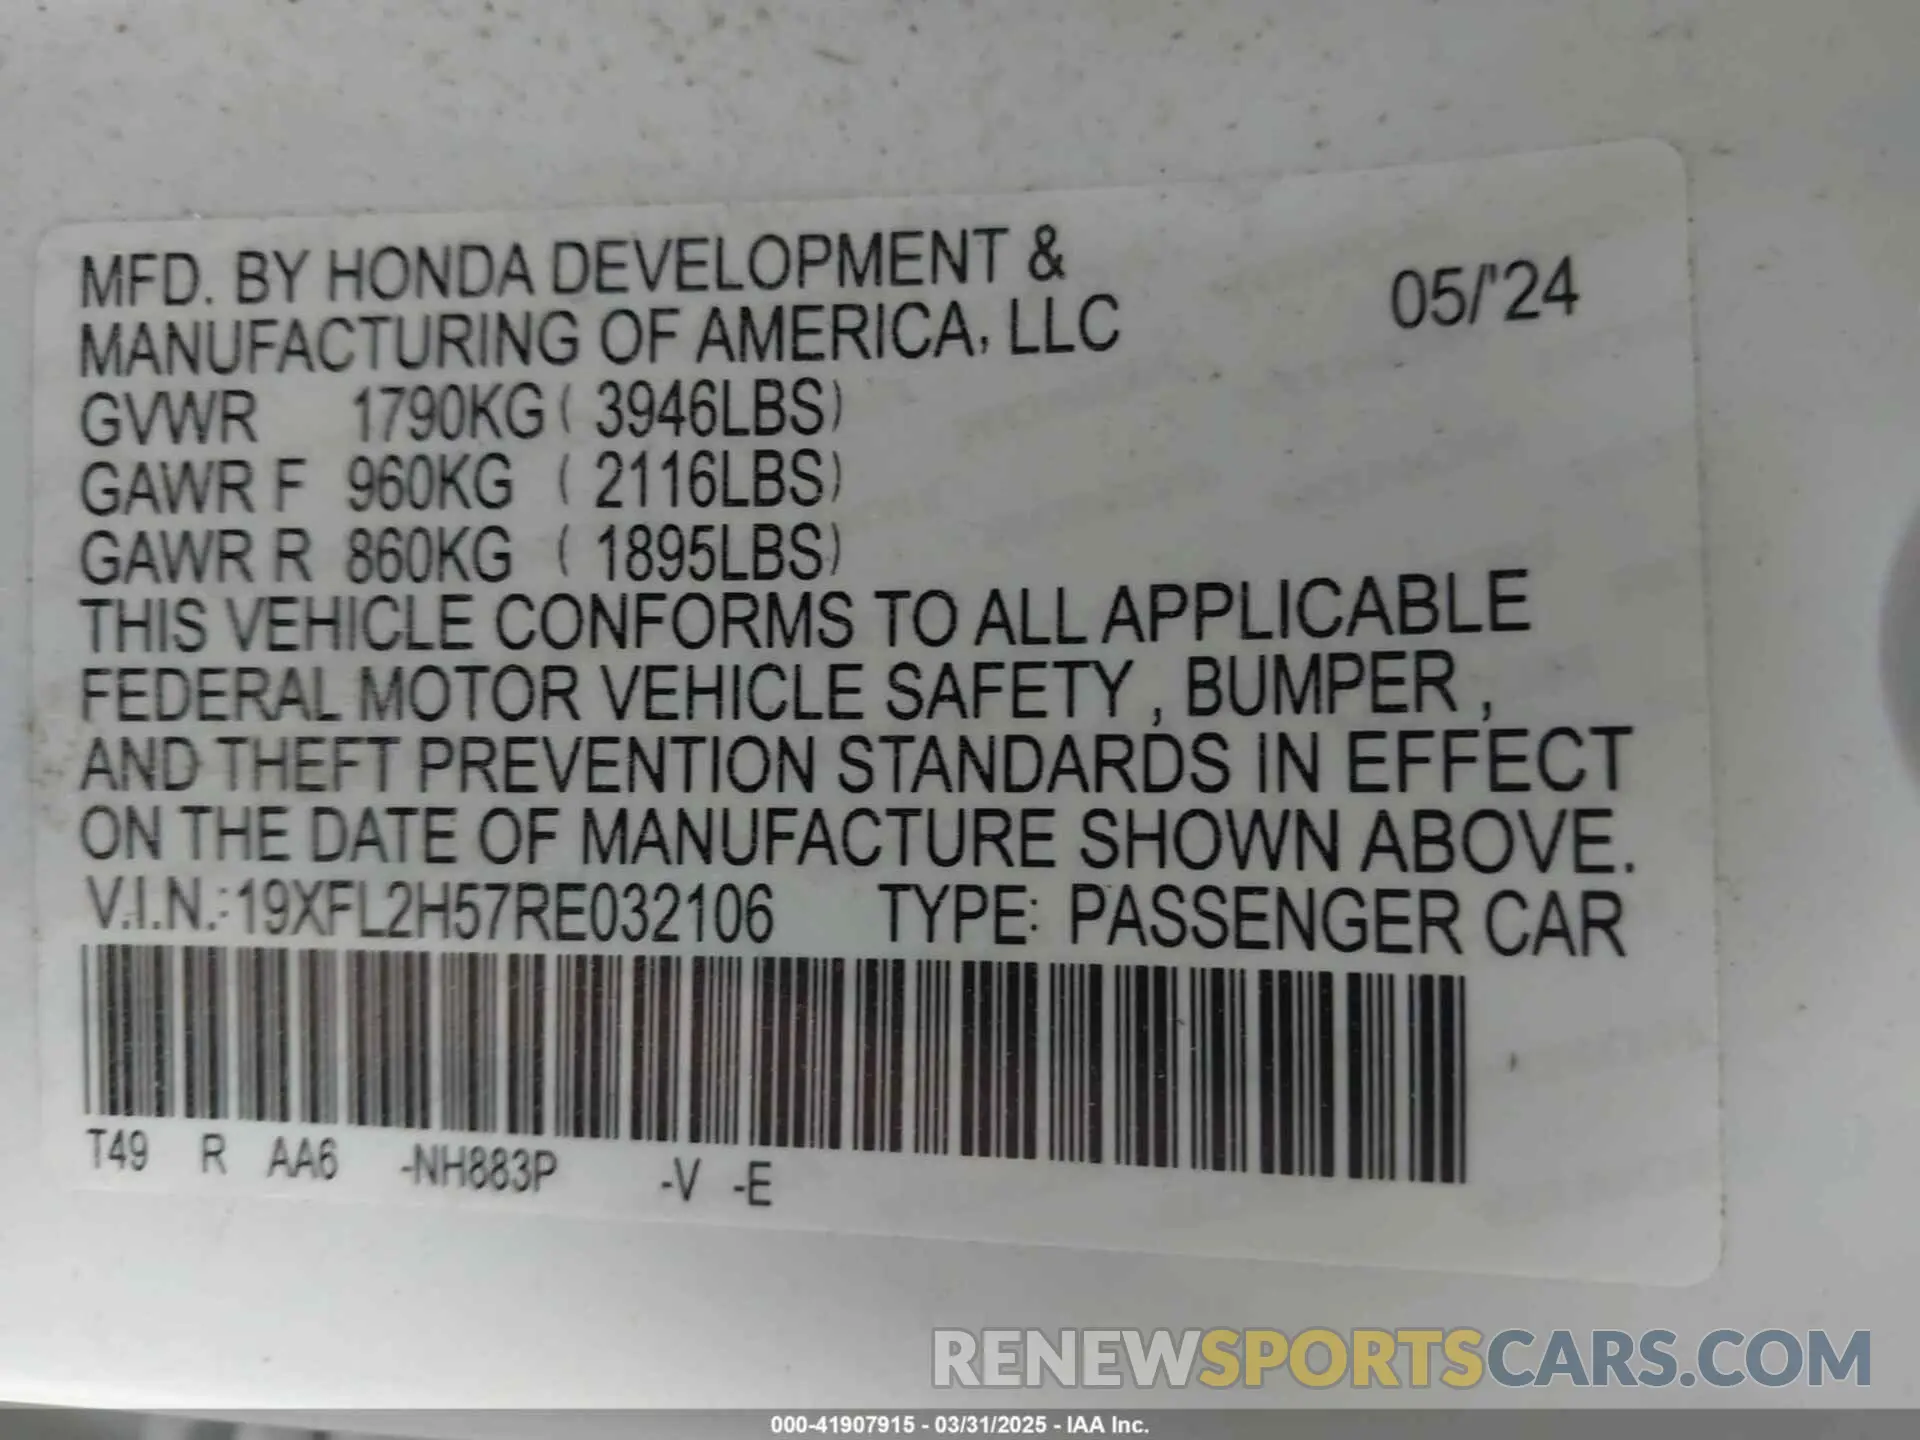 MFD. BY HONDA DEVELOPMENT &
MANUFACTURING OF AMERICA, LLC 05/'24
GVWR 1790KG ( 3946LBS)
GAWR F 960KG ( 2116LBS)
GAWR R 860KG ( 1895LBS)
THIS VEHICLE CONFORMS TO ALL APPLICABLE
FEDERAL MOTOR VEHICLE SAFETY , BUMPER ,
AND THEFT PREVENTION STANDARDS IN EFFECT
ON THE DATE OF MANUFACTURE SHOWN ABOVE.
V.I.N.: 19XFL2H57RE032106 TYPE: PASSENGER CAR
T49 R AA6 -NH883P -V -E
RENEWSPORTSCARS.COM
000-41907915 - 03/31/2025 - IAA Inc.